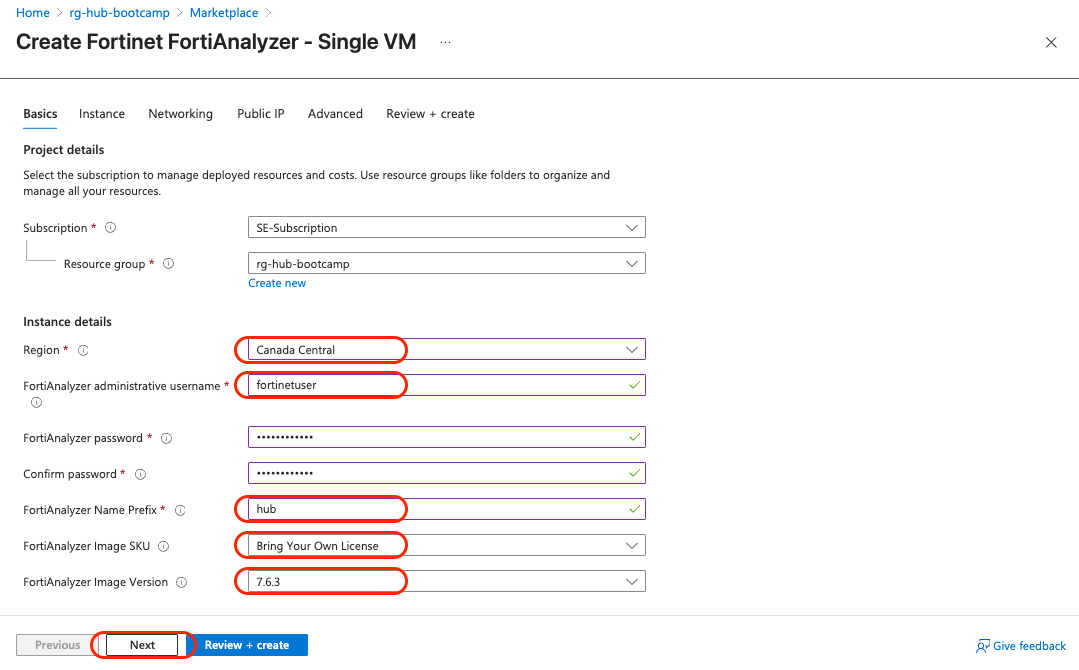 Home > rg-hub-bootcamp > Marketplace >
Create Fortinet FortiAnalyzer - Single VM ...
Basics Instance Networking Public IP Advanced Review + create
Project details
Select the subscription to manage deployed resources and costs. Use resource groups like folders to organize and
manage all your resources.
Subscription * SE-Subscription
Resource group * rg-hub-bootcamp
Create new
Instance details
Region * Canada Central
FortiAnalyzer administrative username * fortinetuser
FortiAnalyzer password * ••••••••••••
Confirm password * ••••••••••••
FortiAnalyzer Name Prefix * hub
FortiAnalyzer Image SKU Bring Your Own License
FortiAnalyzer Image Version 7.6.3
Previous Next Review + create Give feedback